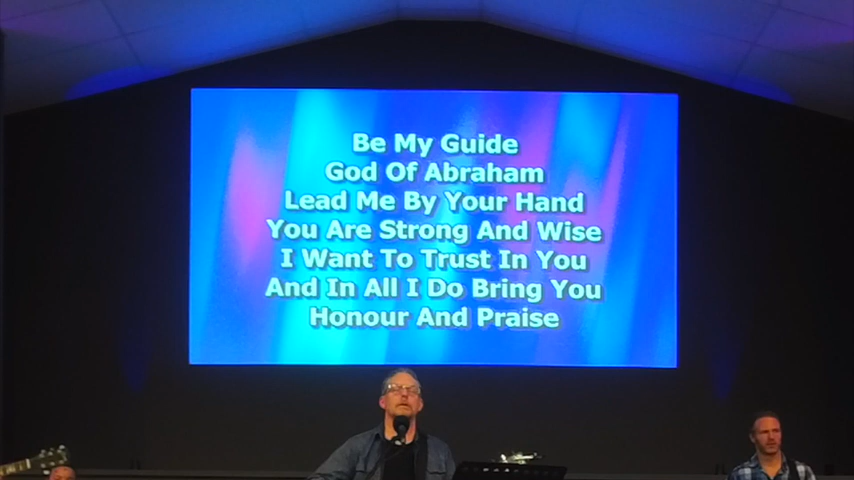 Be My Guide
God Of Abraham
Lead Me By Your Hand
You Are Strong And Wise
I Want To Trust In You
And In All I Do Bring You
Honour And Praise